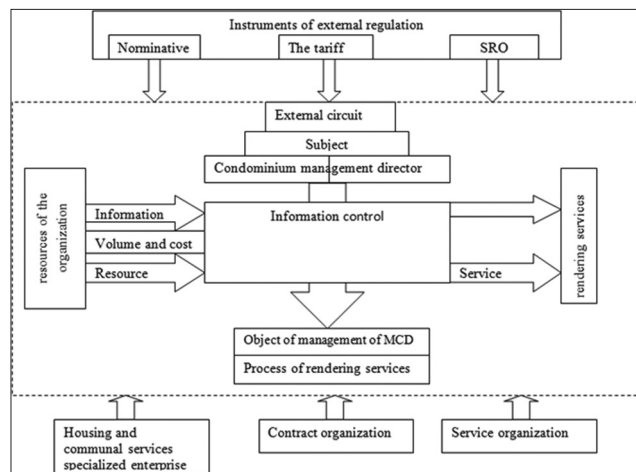 Instruments of external regulation
Norminative
The tariff
SRO
External circuit
Subject
Condominium management director
resources of the
organization
Information
Volume and cost
Resource
Information control
Service
rendering services
Object of management of MCD
Process of rendering services
Housing and
communal services
specialized enterprise
Contract organization
Service organization